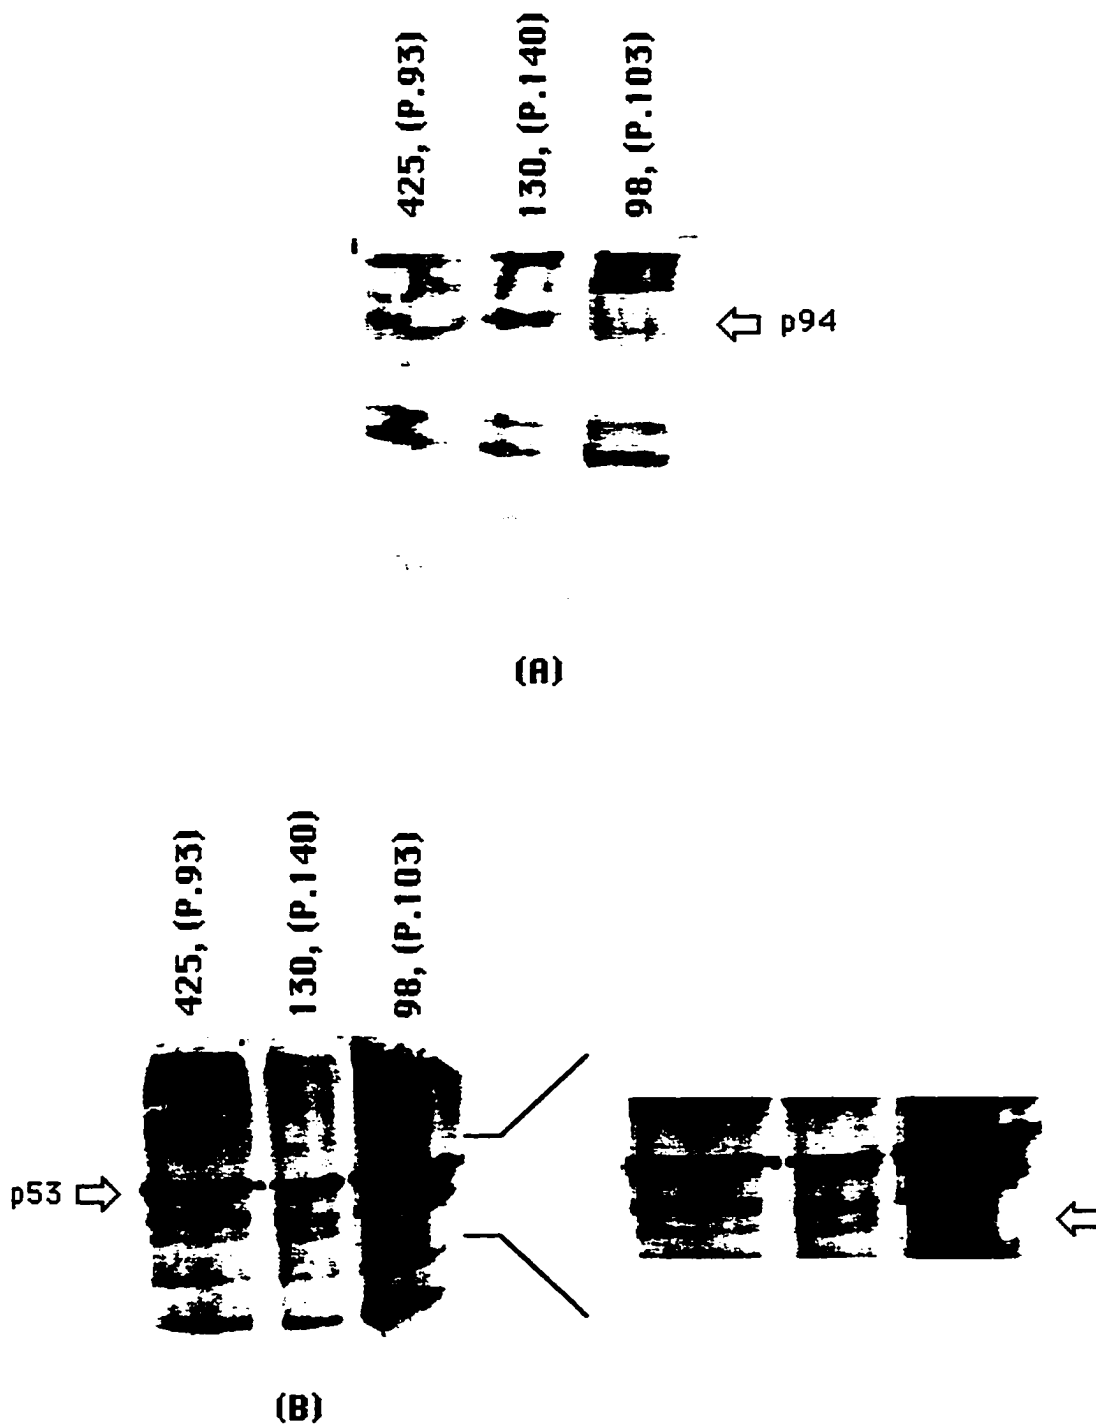 425, (P.93)
130, (P.140)
98, (P.103)
p94
(A)
425, (P.93)
130, (P.140)
98, (P.103)
p53
(B)